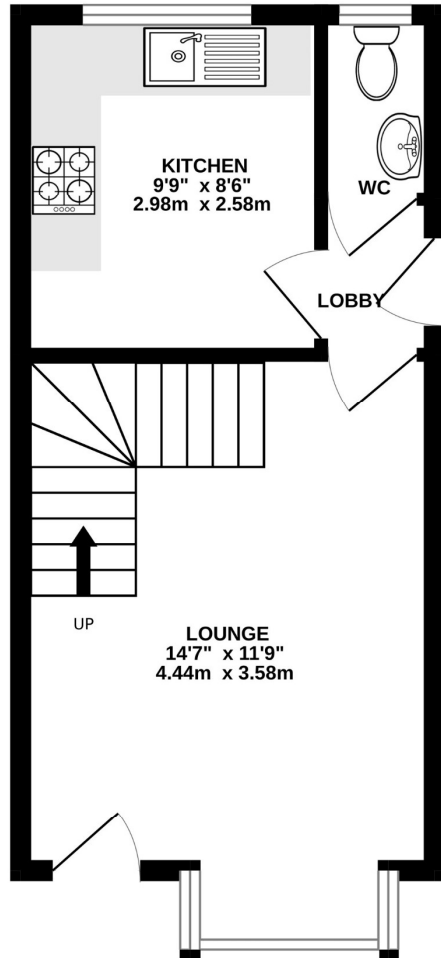 KITCHEN
9'9" x 8'6"
2.98m x 2.58m
WC
LOBBY
UP
LOUNGE
14'7" x 11'9"
4.44m x 3.58m